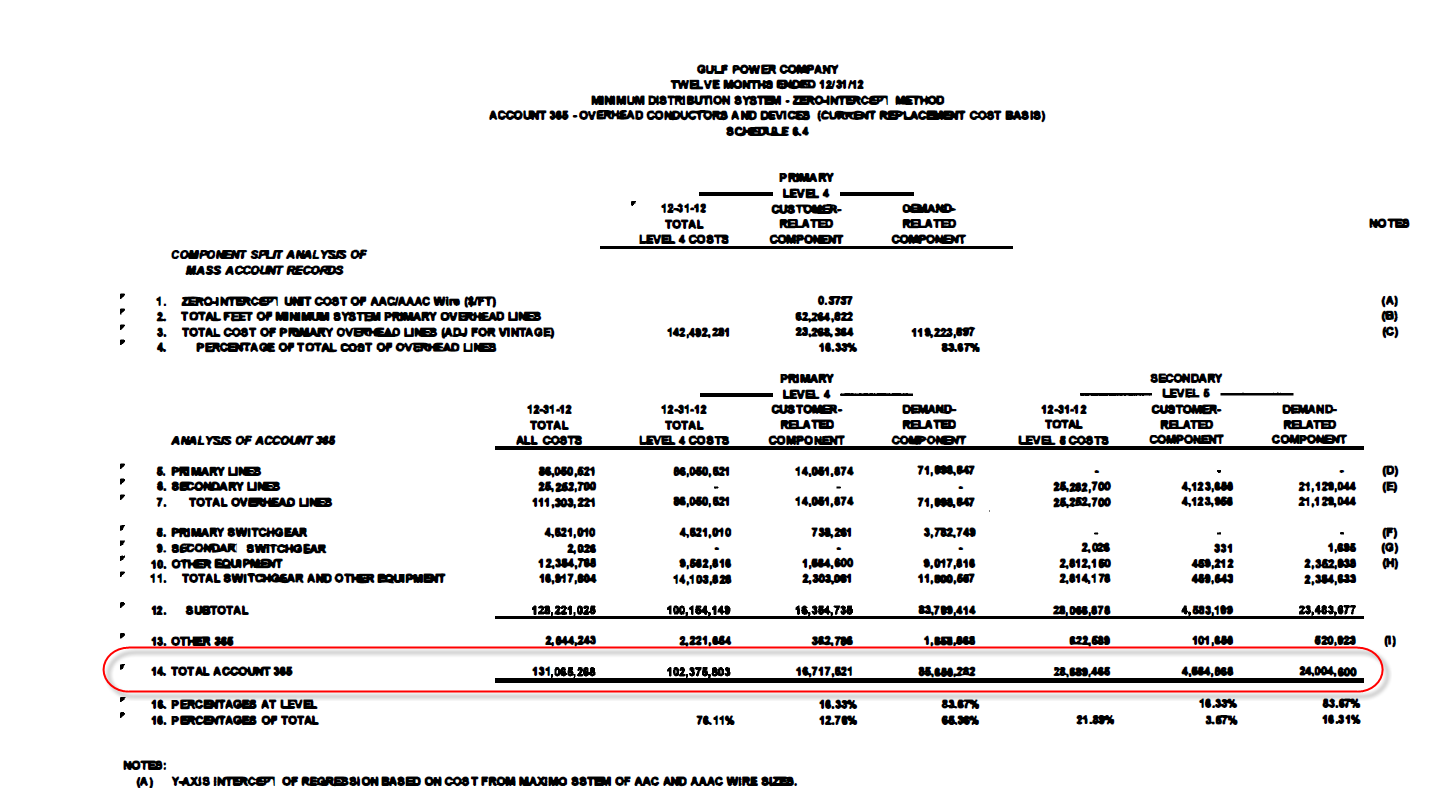 GULF POWER COMPANY
TWELVE MONTHS ENDED 12/31/12
MINIMUM DISTRIBUTION SYSTEM - ZERO-INTERCEPT METHOD
ACCOUNT 365 - OVERHEAD CONDUCTORS AND DEVICES (CURRENT REPLACEMENT COST BASIS)
SCHEDULE 6.4
PRIMARY
LEVEL 4
12-31-12 CUSTOMER- DEMAND-
TOTAL RELATED RELATED NOTES
LEVEL 4 COSTS COMPONENT COMPONENT
COMPONENT SPLIT ANALYSIS OF
MASS ACCOUNT RECORDS
1. ZERO-INTERCEPT UNIT COST OF AAC/AAAC Wire ($/FT) 0.3737 (A)
2. TOTAL FEET OF MINIMUM SYSTEM PRIMARY OVERHEAD LINES 62,264,822 (B)
3. TOTAL COST OF PRIMARY OVERHEAD LINES (ADJ FOR VINTAGE) 142,492,261 23,268,364 119,223,897 (C)
4. PERCENTAGE OF TOTAL COST OF OVERHEAD LINES 16.33% 83.67%
PRIMARY SECONDARY
LEVEL 4 LEVEL 5
12-31-12 12-31-12 CUSTOMER- DEMAND- 12-31-12 CUSTOMER- DEMAND-
TOTAL TOTAL RELATED RELATED TOTAL RELATED RELATED
ANALYSIS OF ACCOUNT 365 ALL COSTS LEVEL 4 COSTS COMPONENT COMPONENT LEVEL 5 COSTS COMPONENT COMPONENT
5. PRIMARY LINES 86,050,521 86,050,521 14,051,674 71,998,847 - - - (D)
6. SECONDARY LINES 25,252,700 - - - 25,252,700 4,123,656 21,129,044 (E)
7. TOTAL OVERHEAD LINES 111,303,221 86,050,521 14,051,674 71,998,847 25,252,700 4,123,656 21,129,044
8. PRIMARY SWITCHGEAR 4,521,010 4,521,010 738,261 3,782,749 - - - (F)
9. SECONDARY SWITCHGEAR 2,026 - - - 2,026 331 1,695 (G)
10. OTHER EQUIPMENT 12,394,768 9,582,618 1,564,800 8,017,818 2,812,150 459,212 2,352,938 (H)
11. TOTAL SWITCHGEAR AND OTHER EQUIPMENT 16,917,804 14,103,628 2,303,061 11,800,567 2,814,176 459,543 2,354,633
12. SUBTOTAL 128,221,025 100,154,149 16,354,735 83,799,414 28,066,876 4,583,199 23,483,677
13. OTHER 365 2,844,243 2,221,654 362,786 1,858,868 622,589 101,666 520,923 (I)
14. TOTAL ACCOUNT 365 131,065,268 102,375,803 16,717,521 85,658,282 28,689,465 4,684,865 24,004,600
15. PERCENTAGES AT LEVEL 16.33% 83.67% 16.33% 83.67%
16. PERCENTAGES OF TOTAL 78.11% 12.76% 65.36% 21.89% 3.57% 18.31%
NOTES:
(A) Y-AXIS INTERCEPT OF REGRESSION BASED ON COST FROM MAXIMO SSTEM OF AAC AND AAAC WIRE SIZES.